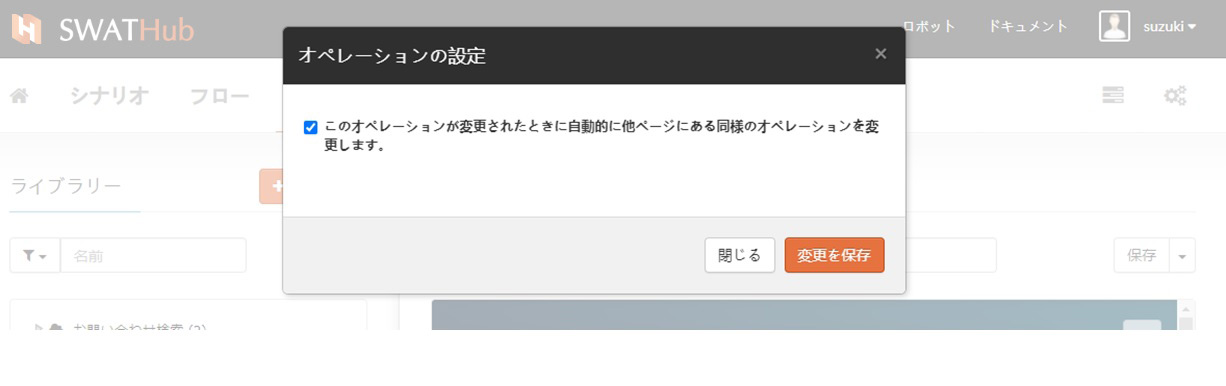 SWATHub
ロボット
ドキュメント
suzuki
オペレーションの設定
×
シナリオ
フロー
このオペレーションが変更されたときに自動的に他ページにある同様のオペレーションを変
更します。
ライブラリー
+
名前
閉じる
変更を保存
保存
お問い合わせ検索 (2)